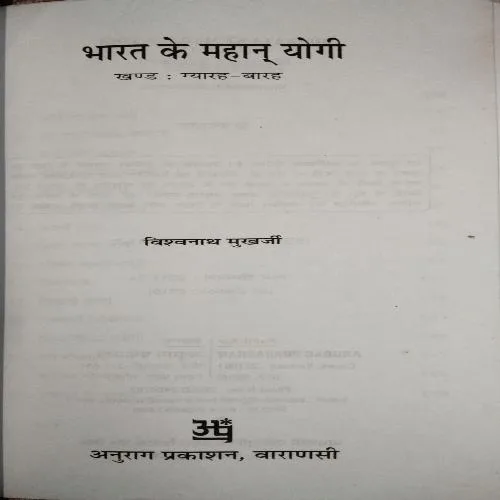 भारत के महान् योगी
खण्ड : ग्यारह-बारह
विश्वनाथ मुखर्जी
अनुराग प्रकाशन, वाराणसी